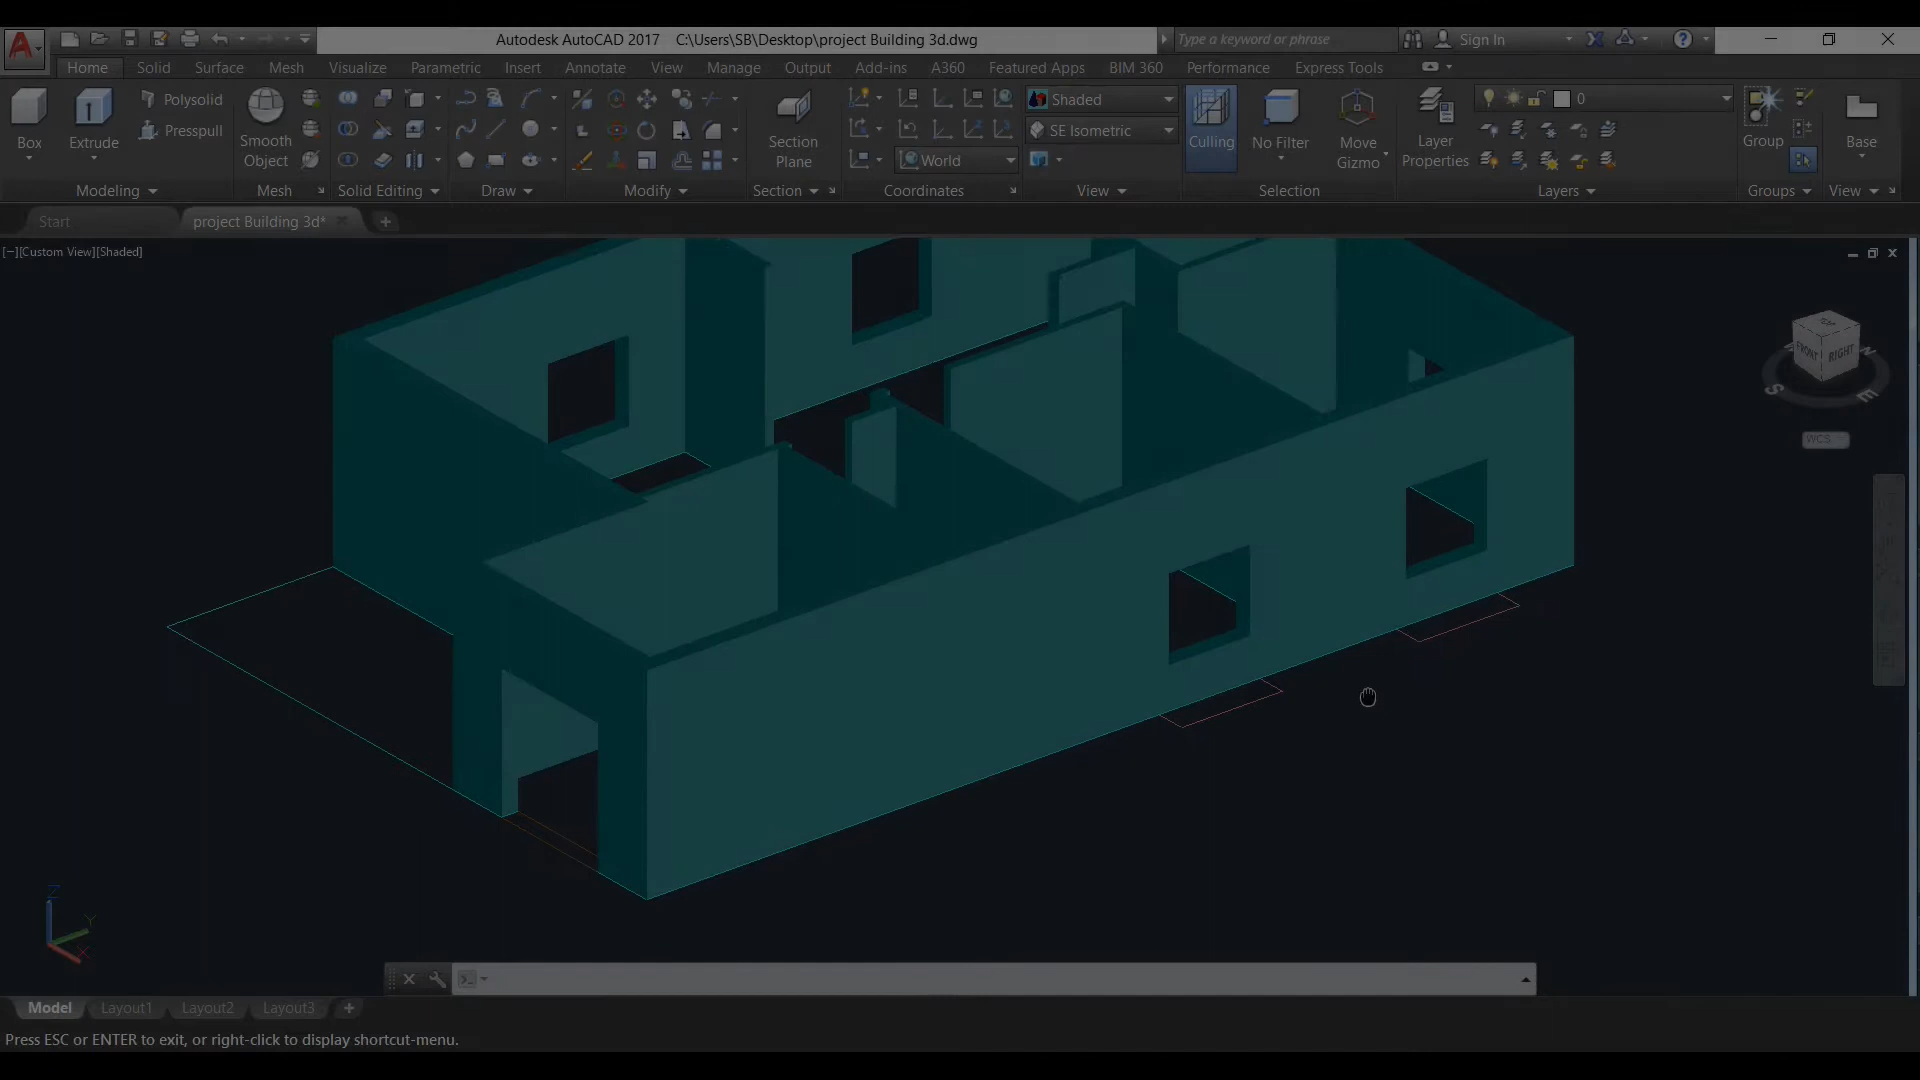 Autodesk AutoCAD 2017 C:\Users\SB\Desktop\project Building 3d.dwg
Type a keyword or phrase
Sign In
Home Solid Surface Mesh Visualize Parametric Insert Annotate View Manage Output Add-ins A360 Featured Apps BIM 360 Performance Express Tools
Box
Extrude
Polysolid
Presspull
Smooth
Object
Section
Plane
World
Shaded
SE Isometric
Culling
No Filter
Move
Gizmo
Layer
Properties
0
Group
Base
Modeling Mesh Solid Editing Draw Modify Section Coordinates View Selection Layers Groups View
Start project Building 3d*
[−][Custom View][Shaded]
TOP
FRONT RIGHT
S E
WCS
Z
Y
X
Model Layout1 Layout2 Layout3
Press ESC or ENTER to exit, or right-click to display shortcut-menu.